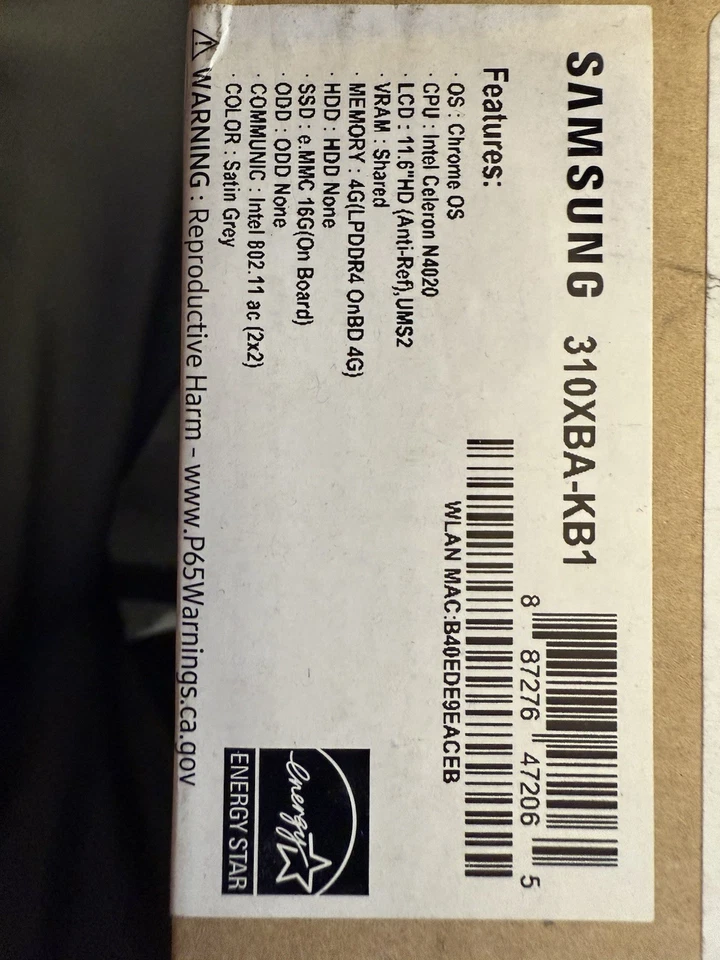 SAMSUNG 310XBA-KB1
8 87276 47206 5
Features:
· OS : Chrome OS
· CPU : Intel Celeron N4020
· LCD : 11.6"HD (Anti-Ref),UMS2
· VRAM : Shared
· MEMORY : 4G(LPDDR4 OnBD 4G)
· HDD : HDD None
· SSD : e.MMC 16G(On Board)
· ODD : ODD None
· COMMUNIC : Intel 802.11 ac (2x2)
· COLOR : Satin Grey
WLAN MAC:B40EDE9EACEB
energy
ENERGY STAR
⚠ WARNING : Reproductive Harm - www.P65Warnings.ca.gov